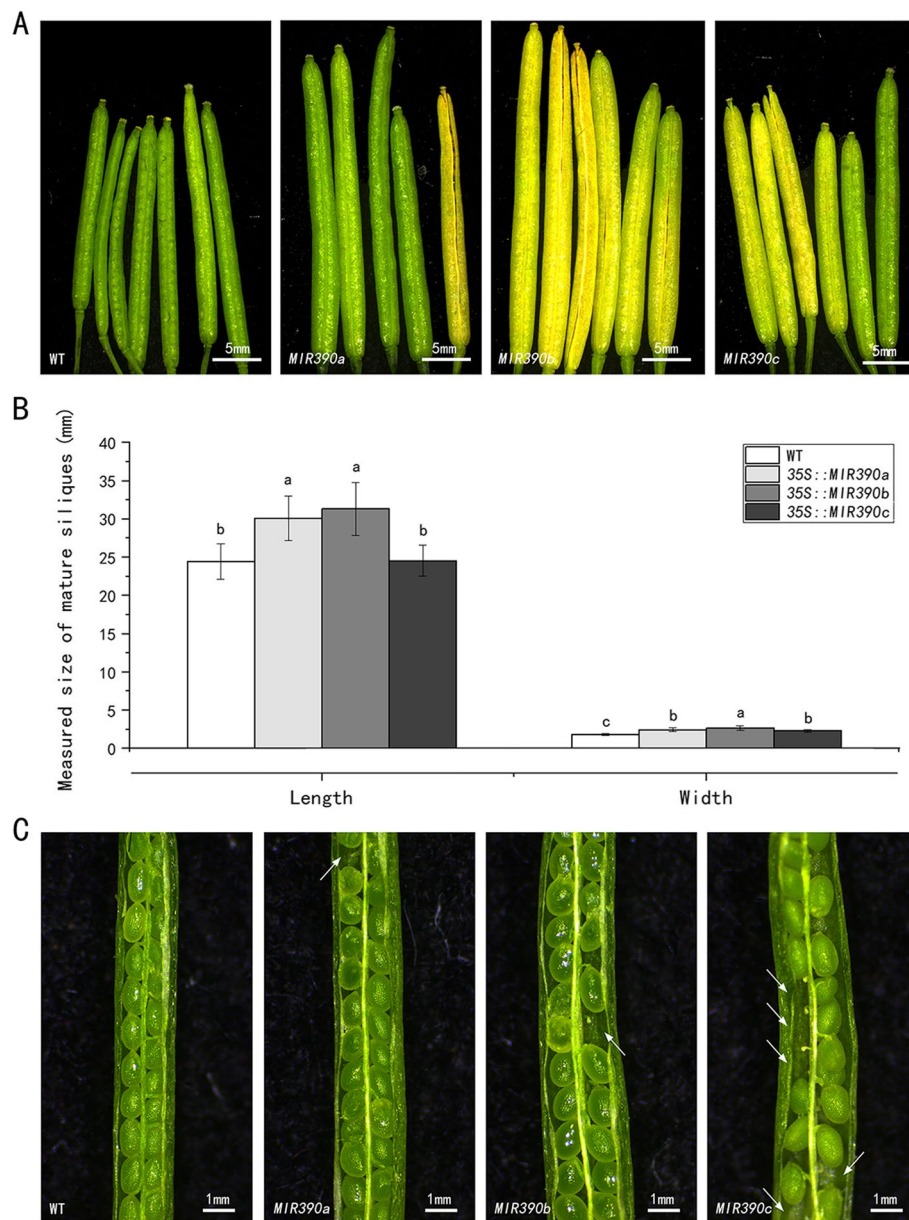 A
WT
5mm
MIR390a
5mm
MIR390b
5mm
MIR390c
5mm
B
Measured size of mature siliques (mm)
40
35
30
25
20
15
10
5
0
b
a
a
b
c
b
a
b
WT
35S::MIR390a
35S::MIR390b
35S::MIR390c
Length
Width
C
WT
1mm
MIR390a
1mm
MIR390b
1mm
MIR390c
1mm